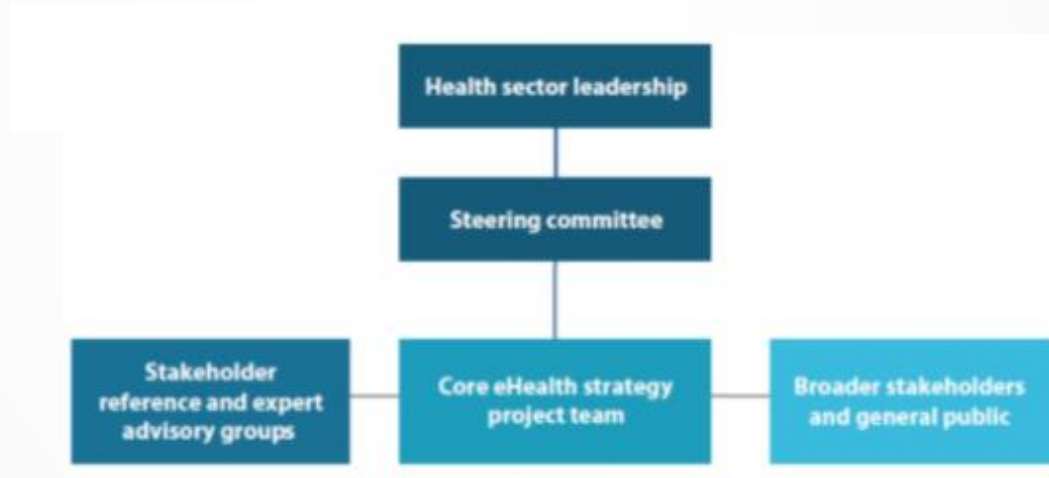 Health sector leadership
Steering committee
Stakeholder
reference and expert
advisory groups
Core eHealth strategy
project team
Broader stakeholders
and general public